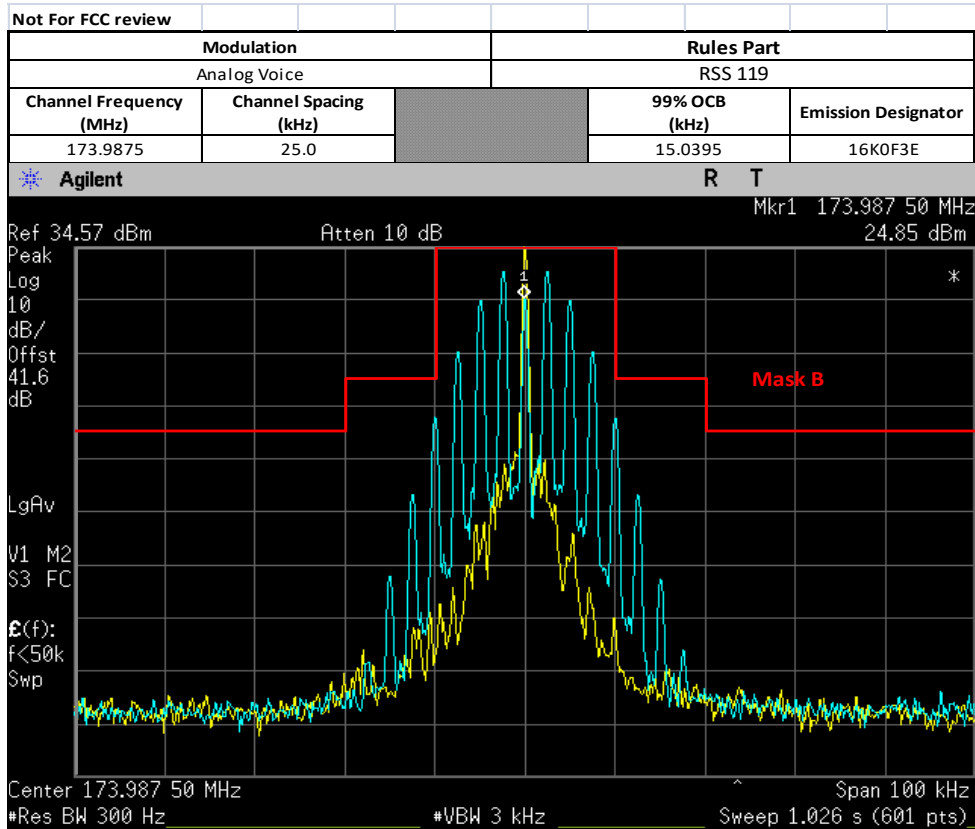 Not For FCC review
Modulation Rules Part
Analog Voice RSS 119
Channel Frequency (MHz) Channel Spacing (kHz) 99% OCB (kHz) Emission Designator
173.9875 25.0 15.0395 16K0F3E
Agilent R T
Mkr1 173.987 50 MHz
Ref 34.57 dBm Atten 10 dB 24.85 dBm
Peak
Log
10
dB/
Offst
41.6
dB
1
*
Mask B
LgAv
V1 M2
S3 FC
£(f):
f<50k
Swp
Center 173.987 50 MHz ^ Span 100 kHz
#Res BW 300 Hz #VBW 3 kHz Sweep 1.026 s (601 pts)